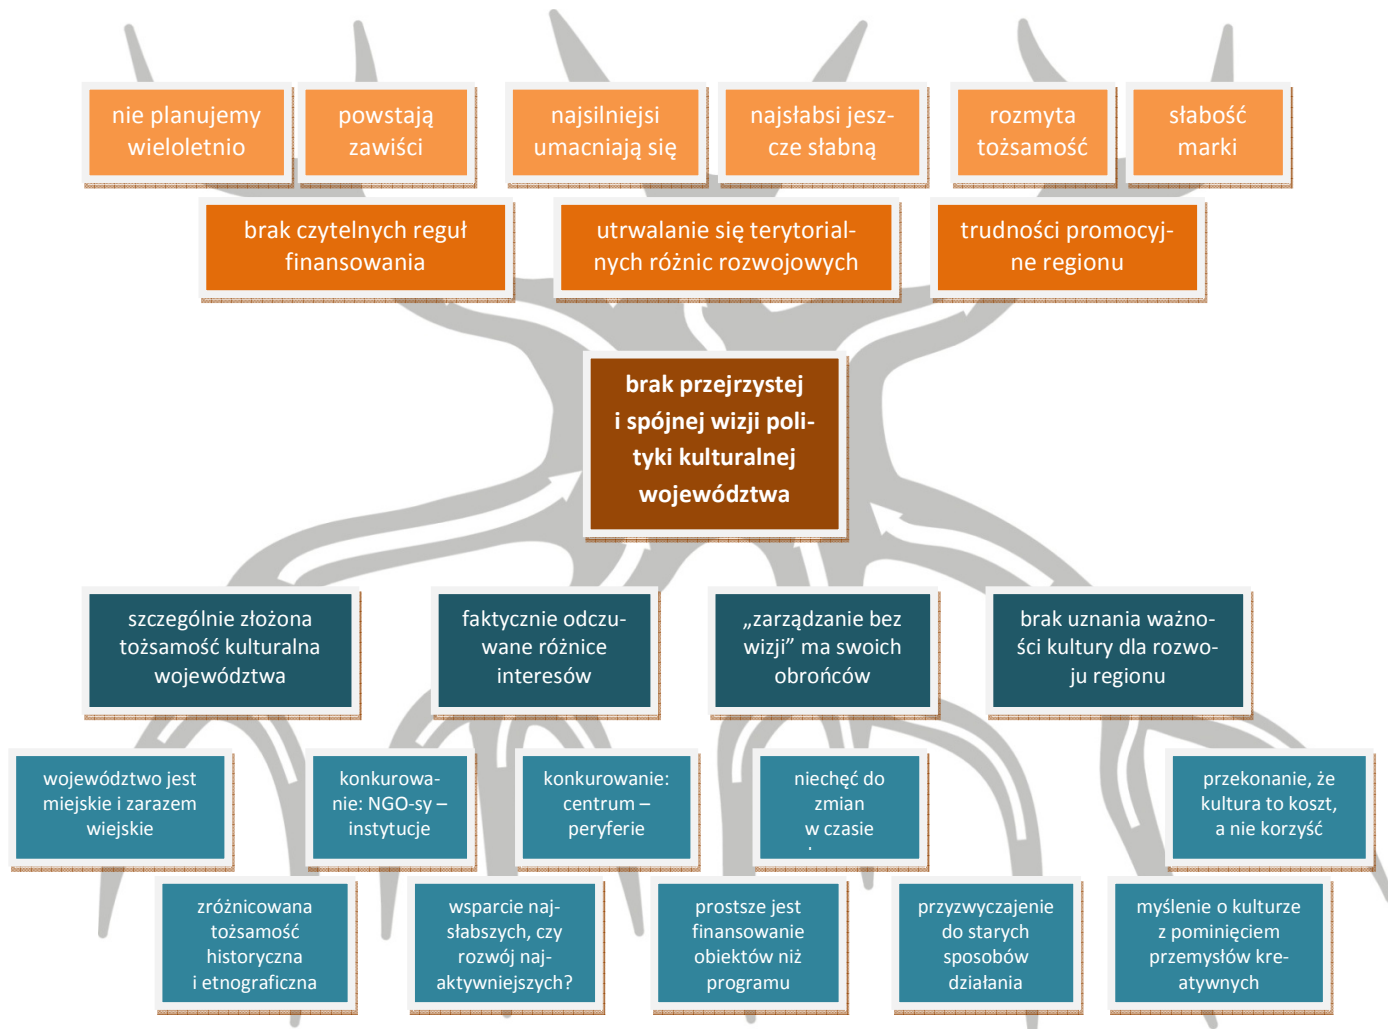 nie planujemy
wieloletnio
powstają
zawiści
najsilniejsi
umacniają się
najsłabsi jesz-
cze słabną
rozmyta
tożsamość
słabość
marki
brak czytelnych reguł
finansowania
utrwalanie się terytorial-
nych różnic rozwojowych
trudności promocyj-
ne regionu
brak przejrzystej
i spójnej wizji poli-
tyki kulturalnej
województwa
szczególnie złożona
tożsamość kulturalna
województwa
faktycznie odczu-
wane różnice
interesów
„zarządzanie bez
wizji” ma swoich
obrońców
brak uznania ważno-
ści kultury dla rozwo-
ju regionu
województwo jest
miejskie i zarazem
wiejskie
konkurowa-
nie: NGO-sy –
instytucje
konkurowanie:
centrum –
peryferie
niechęć do
zmian
w czasie
przekonanie, że
kultura to koszt,
a nie korzyść
zróżnicowana
tożsamość
historyczna
i etnograficzna
wsparcie naj-
słabszych, czy
rozwój naj-
aktywniejszych?
prostsze jest
finansowanie
obiektów niż
programu
przyzwyczajenie
do starych
sposobów
działania
myślenie o kulturze
z pominięciem
przemysłów kre-
atywnych